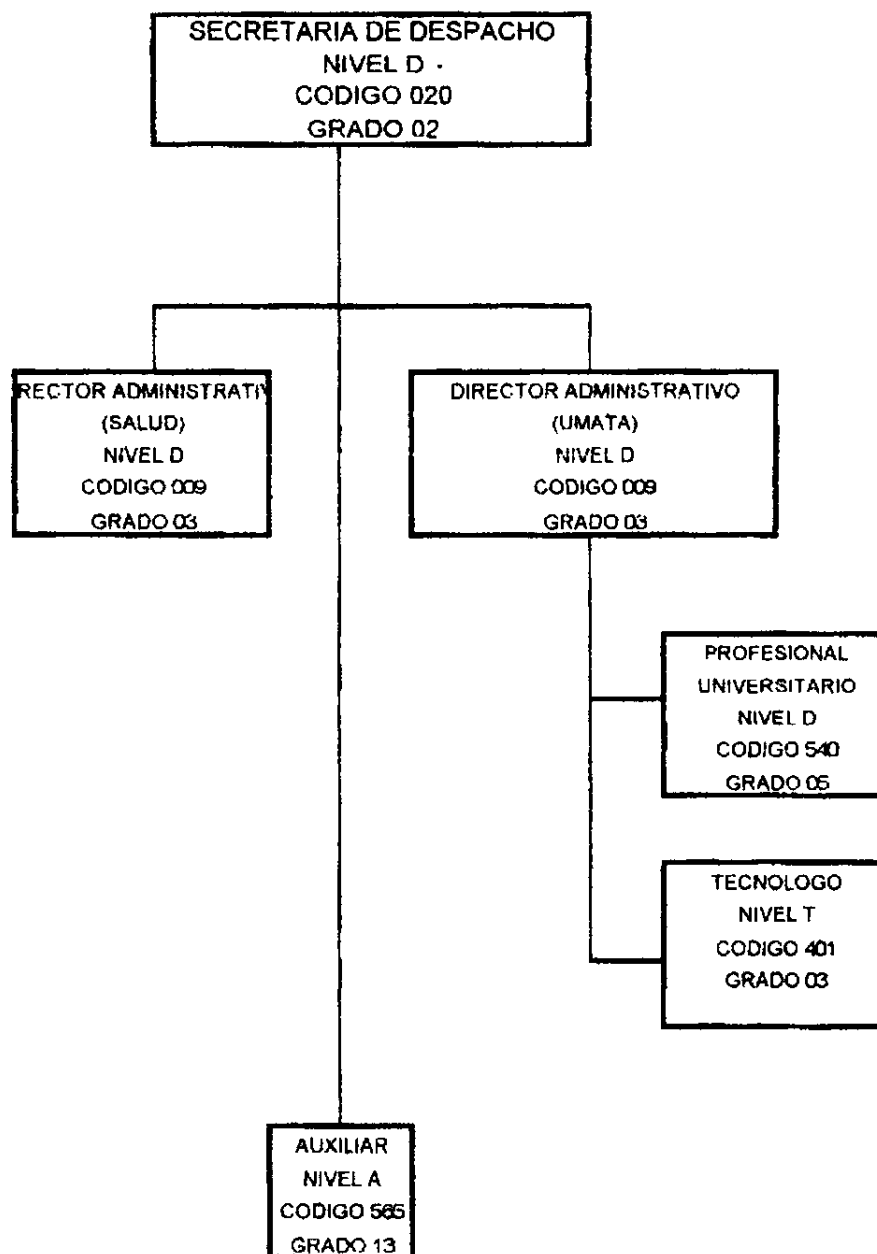 SECRETARIA DE DESPACHO
NIVEL D
CODIGO 020
GRADO 02
RECTOR ADMINISTRATIV
(SALUD)
NIVEL D
CODIGO 009
GRADO 03
DIRECTOR ADMINISTRATIVO
(UMATA)
NIVEL D
CODIGO 009
GRADO 03
PROFESIONAL
UNIVERSITARIO
NIVEL D
CODIGO 540
GRADO 05
TECNOLOGO
NIVEL T
CODIGO 401
GRADO 03
AUXILIAR
NIVEL A
CODIGO 565
GRADO 13